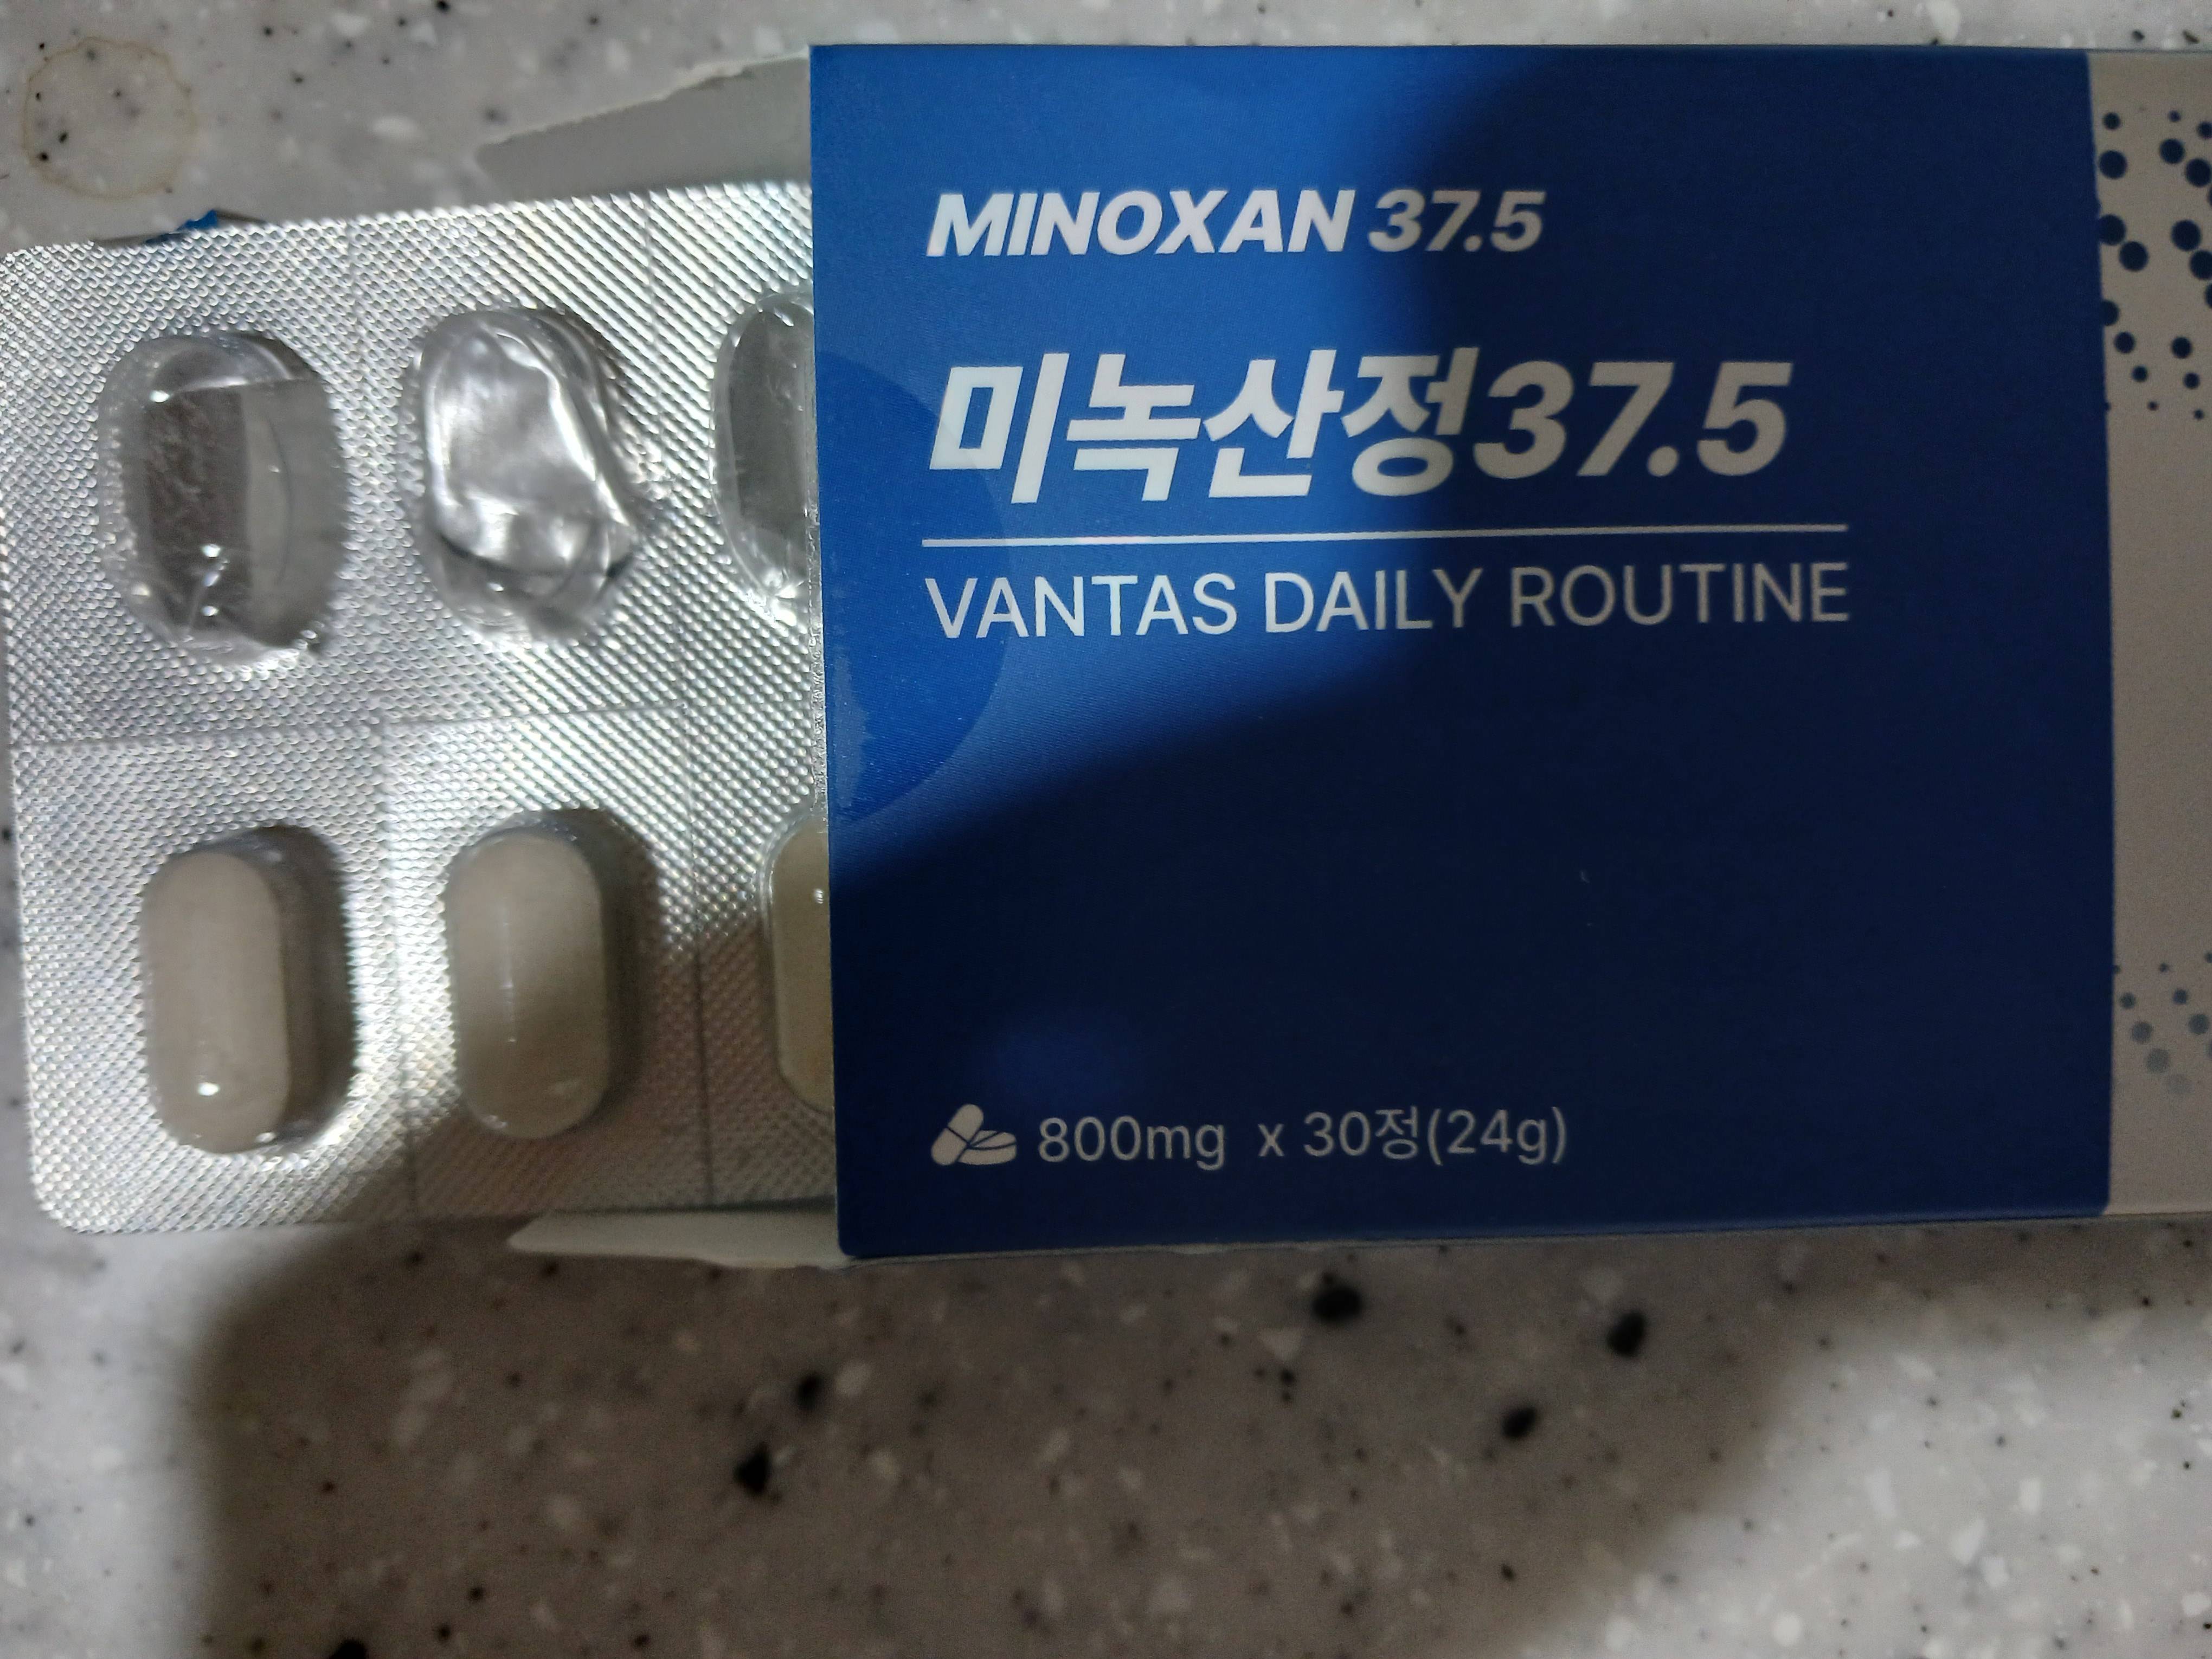 MINOXAN 37.5
미녹산정37.5
VANTAS DAILY ROUTINE
800mg x 30정(24g)